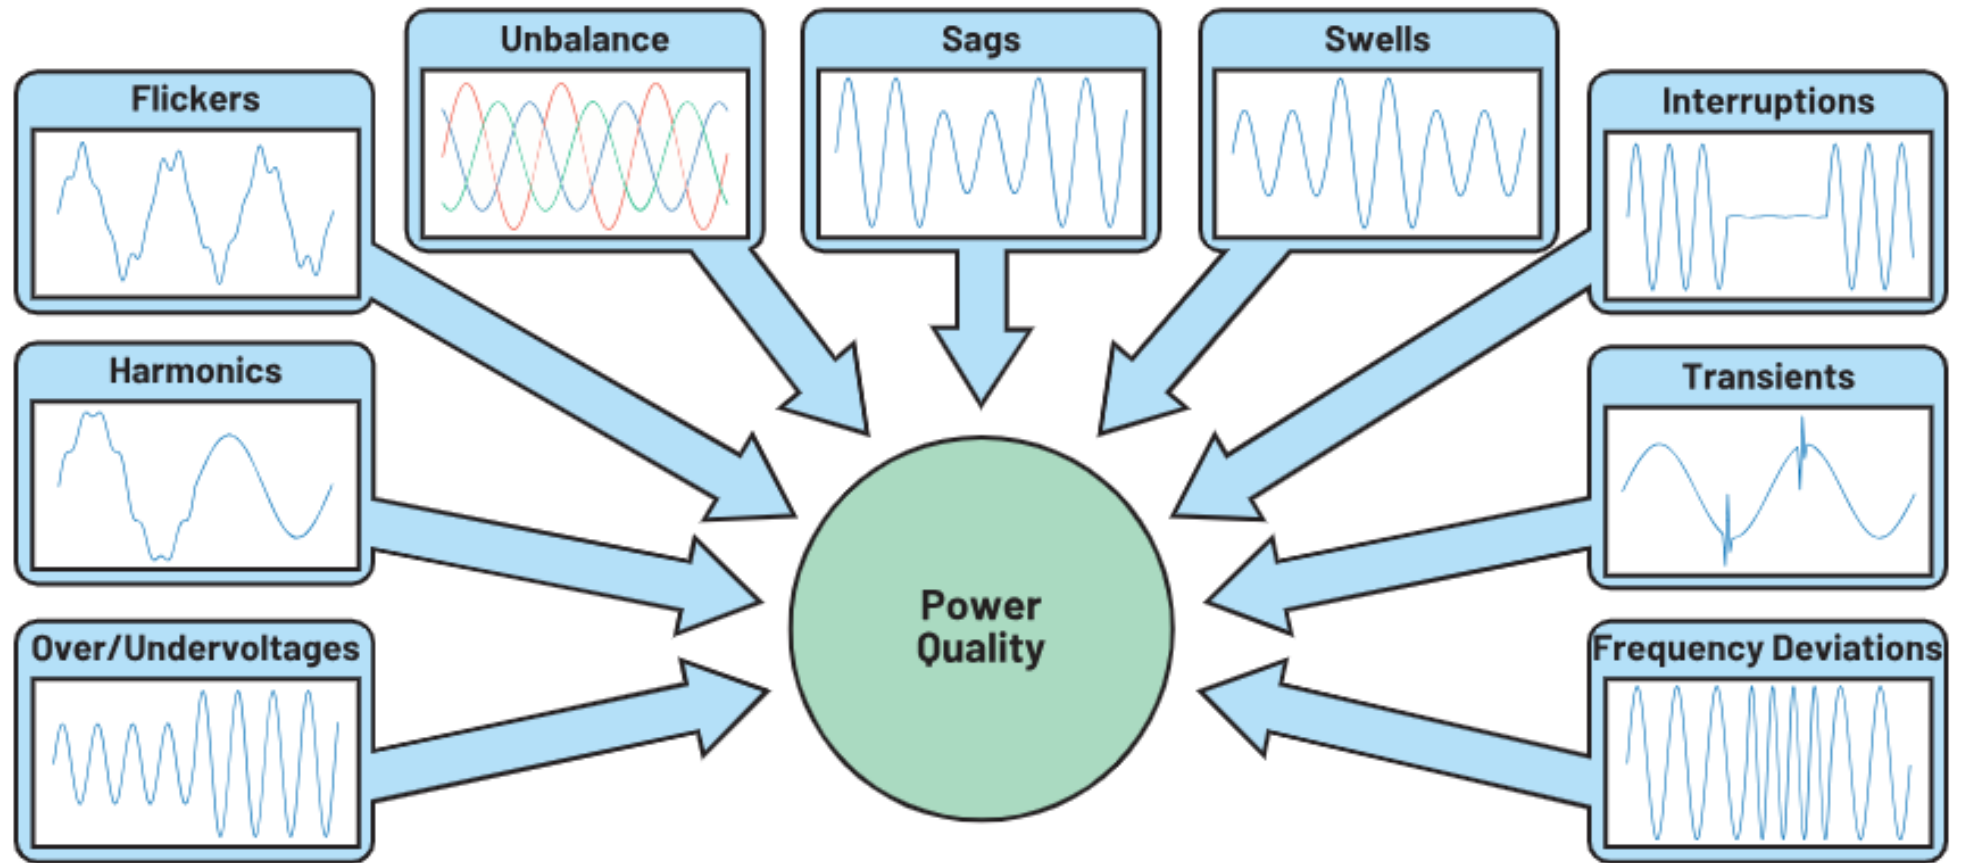 Unbalance
Sags
Swells
Flickers
Interruptions
Harmonics
Transients
Power
Quality
Over/Undervoltages
Frequency Deviations